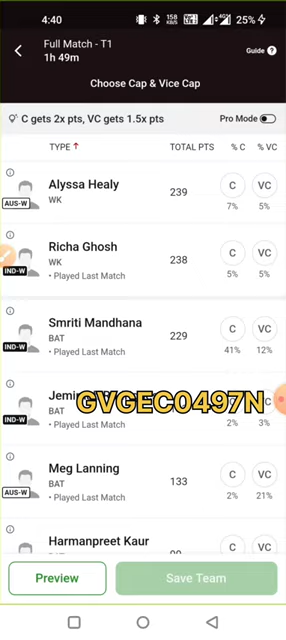 4:40
158
KB/S
4G
25%
Full Match - T1
1h 49m
Guide ?
Choose Cap & Vice Cap
C gets 2x pts, VC gets 1.5x pts
Pro Mode
TYPE ↑ TOTAL PTS % C % VC
Alyssa Healy
WK
AUS-W
239
C VC
7% 5%
Richa Ghosh
WK
• Played Last Match
IND-W
238
C VC
5% 5%
Smriti Mandhana
BAT
• Played Last Match
IND-W
229
C VC
41% 12%
GVGEC0497N
BAT
• Played Last Match
IND-W
2% 3%
Meg Lanning
BAT
• Played Last Match
AUS-W
133
C VC
2% 21%
Harmanpreet Kaur
C VC
Preview
Save Team